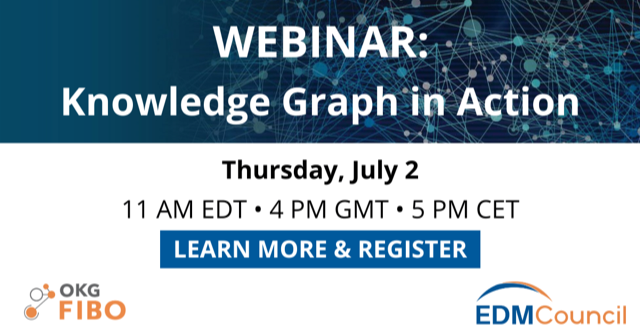 WEBINAR:
Knowledge Graph in Action
Thursday, July 2
11 AM EDT • 4 PM GMT • 5 PM CET
LEARN MORE & REGISTER
OKG
FIBO
EDMCouncil